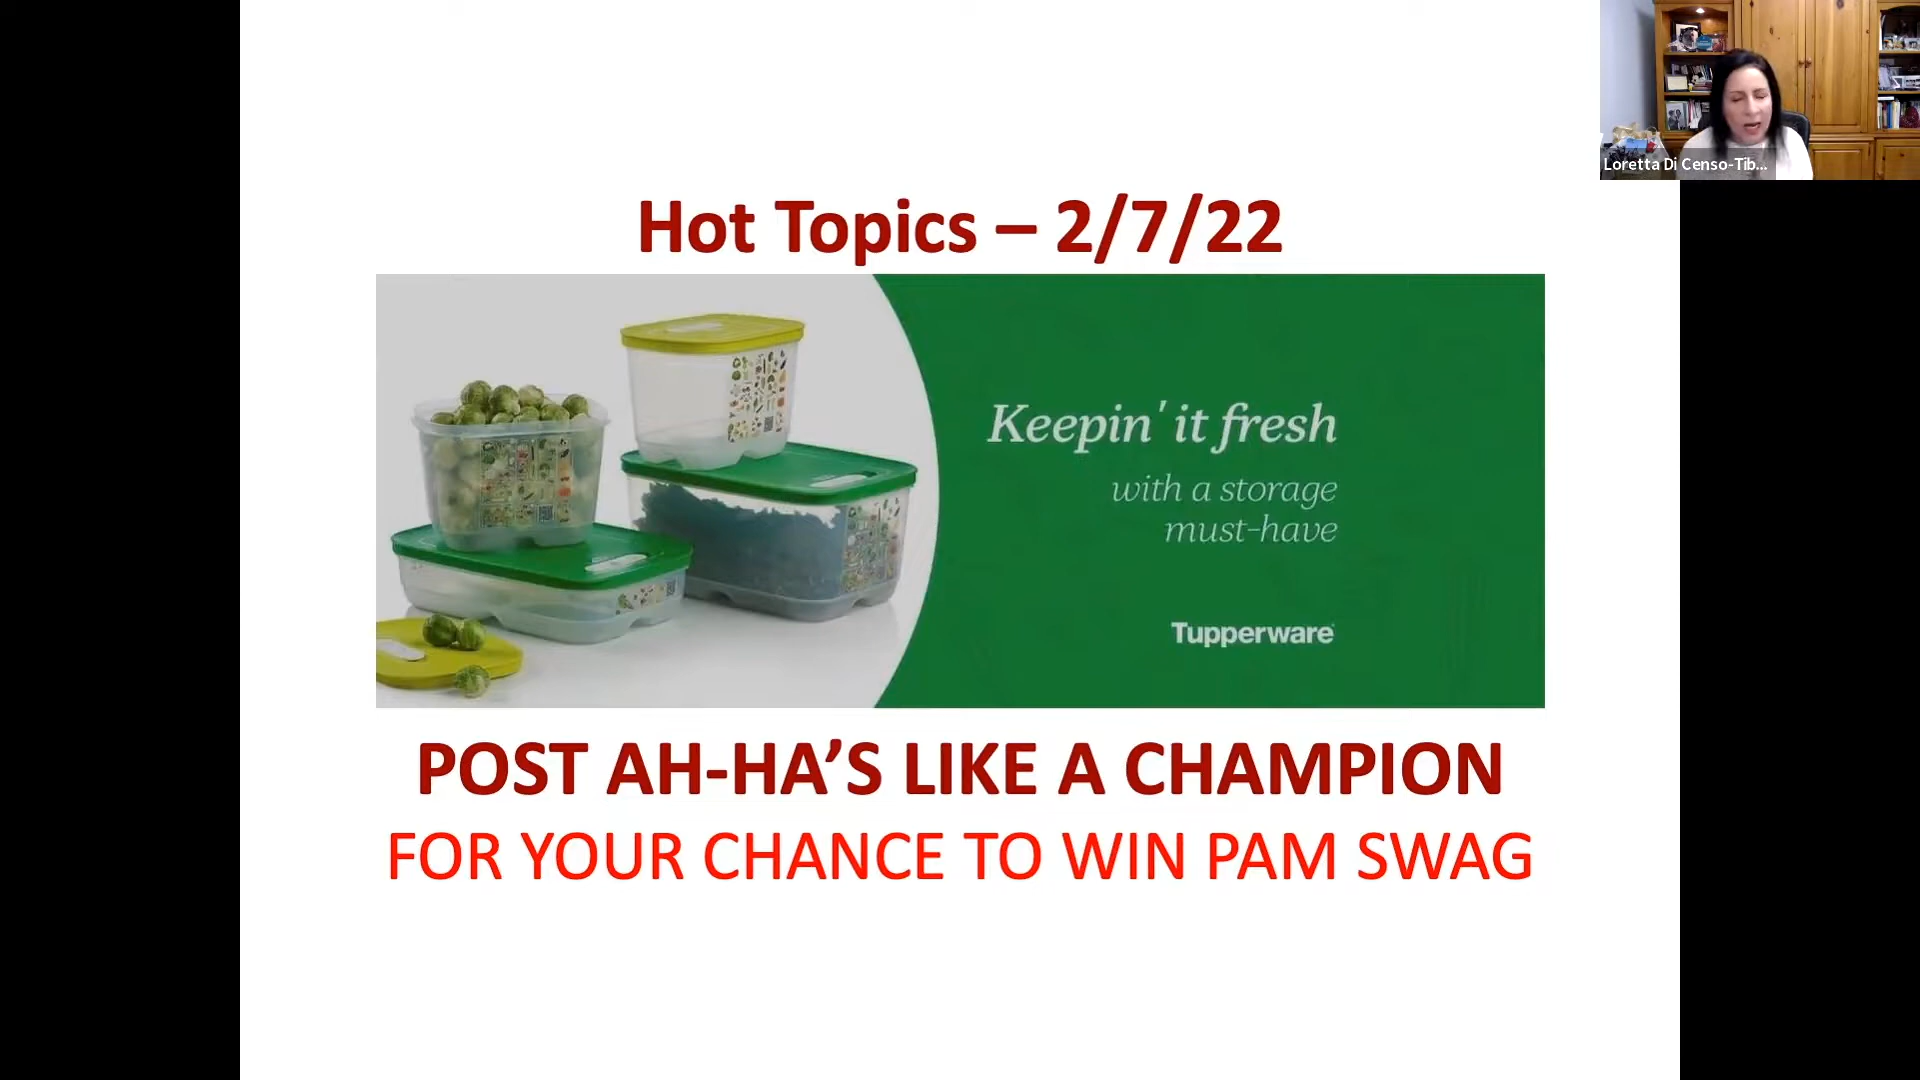 Loretta Di Censo-Tib...
Hot Topics – 2/7/22
Keepin' it fresh
with a storage
must-have
Tupperware
POST AH-HA’S LIKE A CHAMPION
FOR YOUR CHANCE TO WIN PAM SWAG